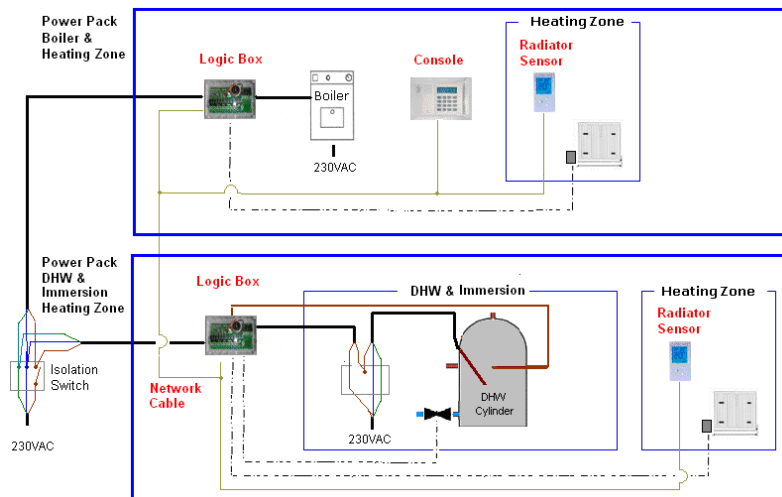 Power Pack
Boiler &
Heating Zone
Logic Box
Boiler
230VAC
Console
Heating Zone
Radiator
Sensor
Power Pack
DHW &
Immersion
Heating Zone
Isolation
Switch
230VAC
Logic Box
Network
Cable
DHW & Immersion
230VAC
DHW
Cylinder
Heating Zone
Radiator
Sensor